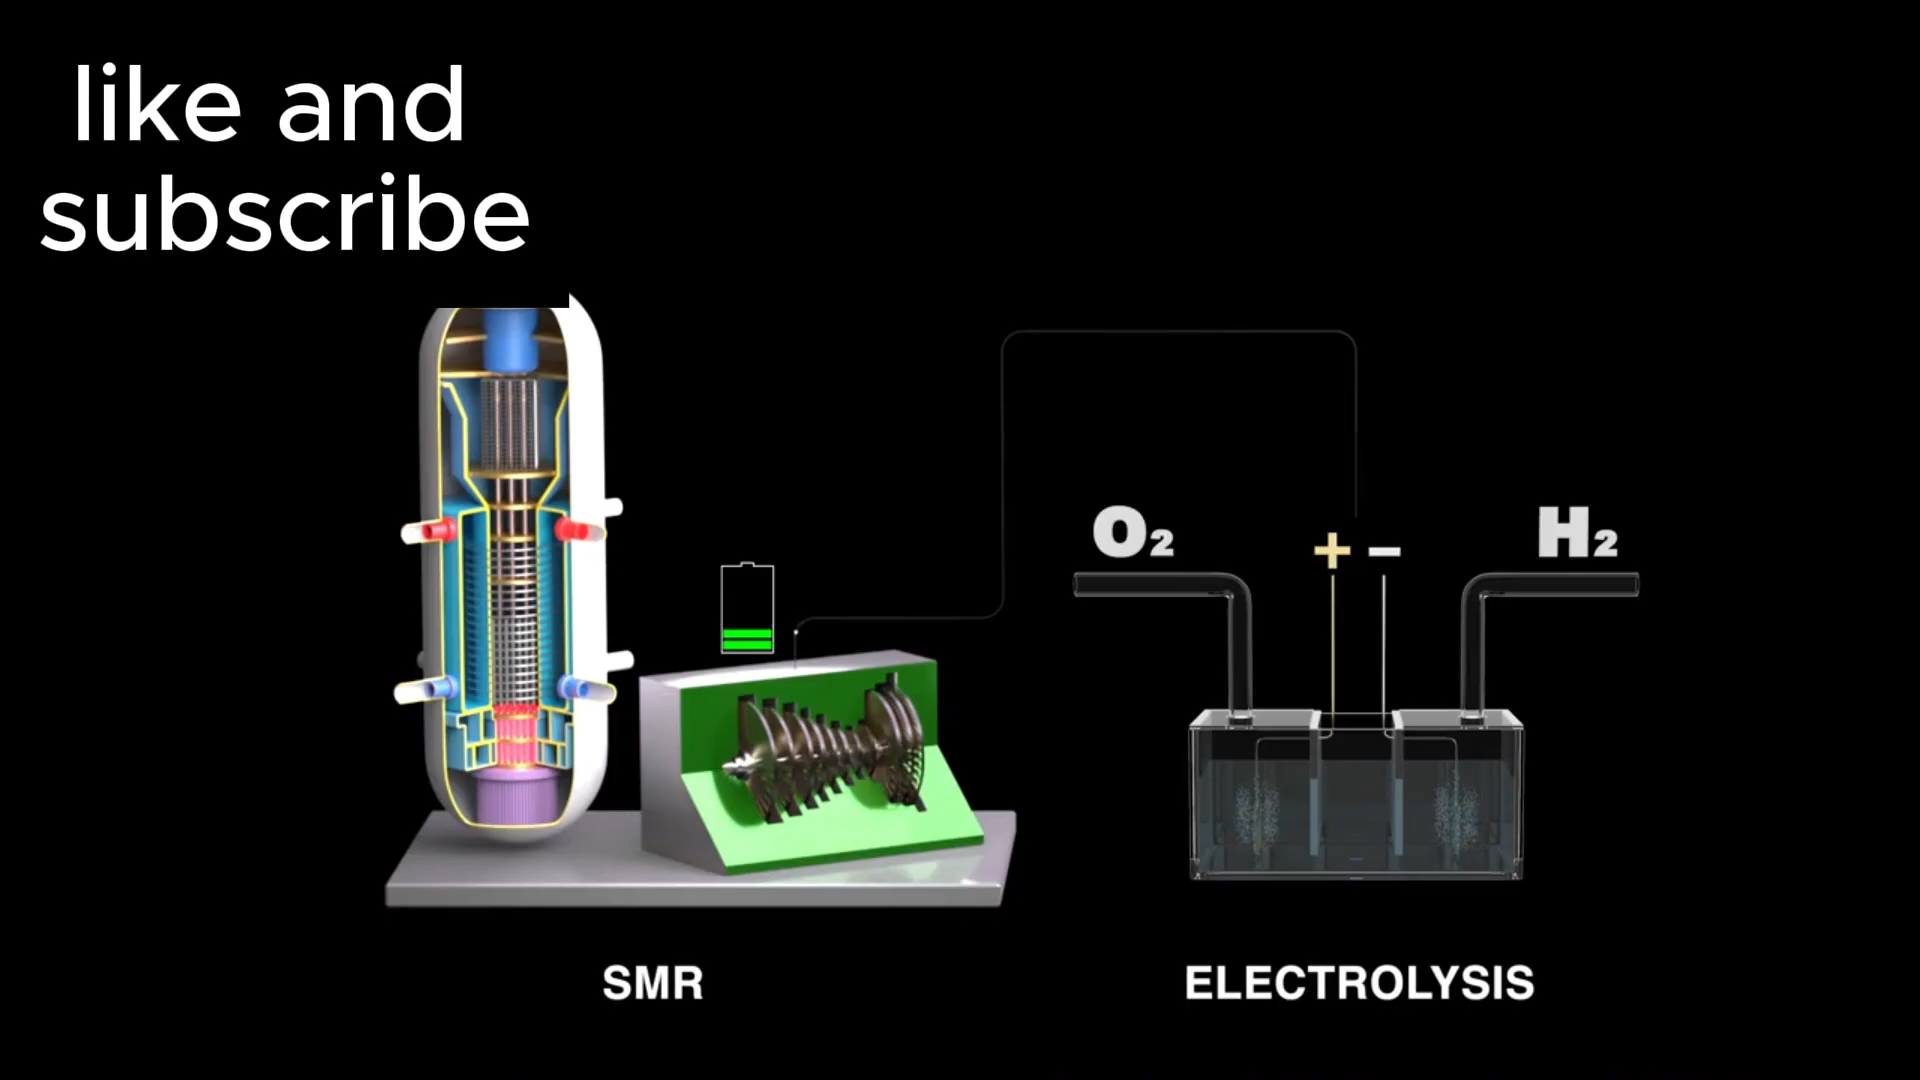 like and
subscribe
O₂
+ −
H₂
SMR
ELECTROLYSIS